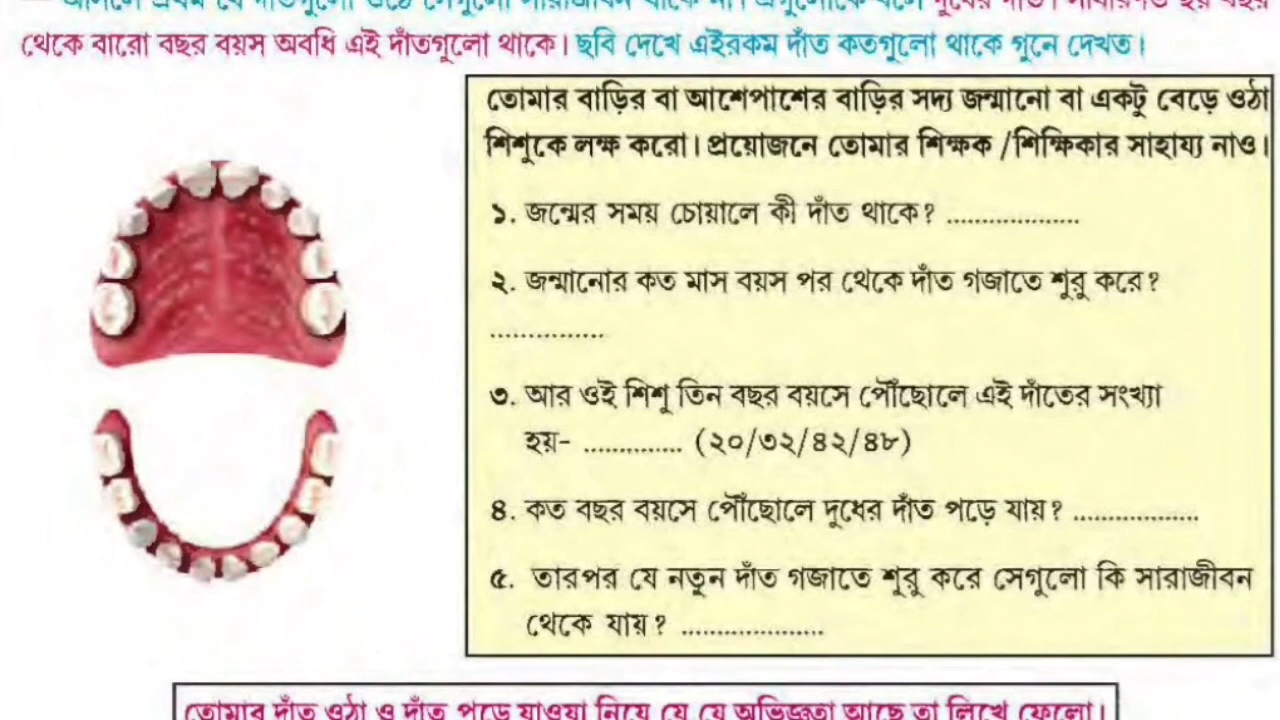 থেকে বারো বছর বয়স অবধি এই দাঁতগুলো থাকে। ছবি দেখে এইরকম দাঁত কতগুলো থাকে গুনে দেখত।
তোমার বাড়ির বা আশেপাশের বাড়ির সদ্য জন্মানো বা একটু বেড়ে ওঠা
শিশুকে লক্ষ করো। প্রয়োজনে তোমার শিক্ষক /শিক্ষিকার সাহায্য নাও।
১. জন্মের সময় চোয়ালে কী দাঁত থাকে? ..................
২. জন্মানোর কত মাস বয়স পর থেকে দাঁত গজাতে শুরু করে?
...............
৩. আর ওই শিশু তিন বছর বয়সে পৌঁছোলে এই দাঁতের সংখ্যা
হয়- ............. (২০/৩২/৪২/৪৮)
৪. কত বছর বয়সে পৌঁছোলে দুধের দাঁত পড়ে যায়? .................
৫. তারপর যে নতুন দাঁত গজাতে শুরু করে সেগুলো কি সারাজীবন
থেকে যায়? ...................
তোমার দাঁত ওঠা ও দাঁত পড়ে যাওয়া নিয়ে যে যে অভিজ্ঞতা আছে তা লিখে ফেলো।